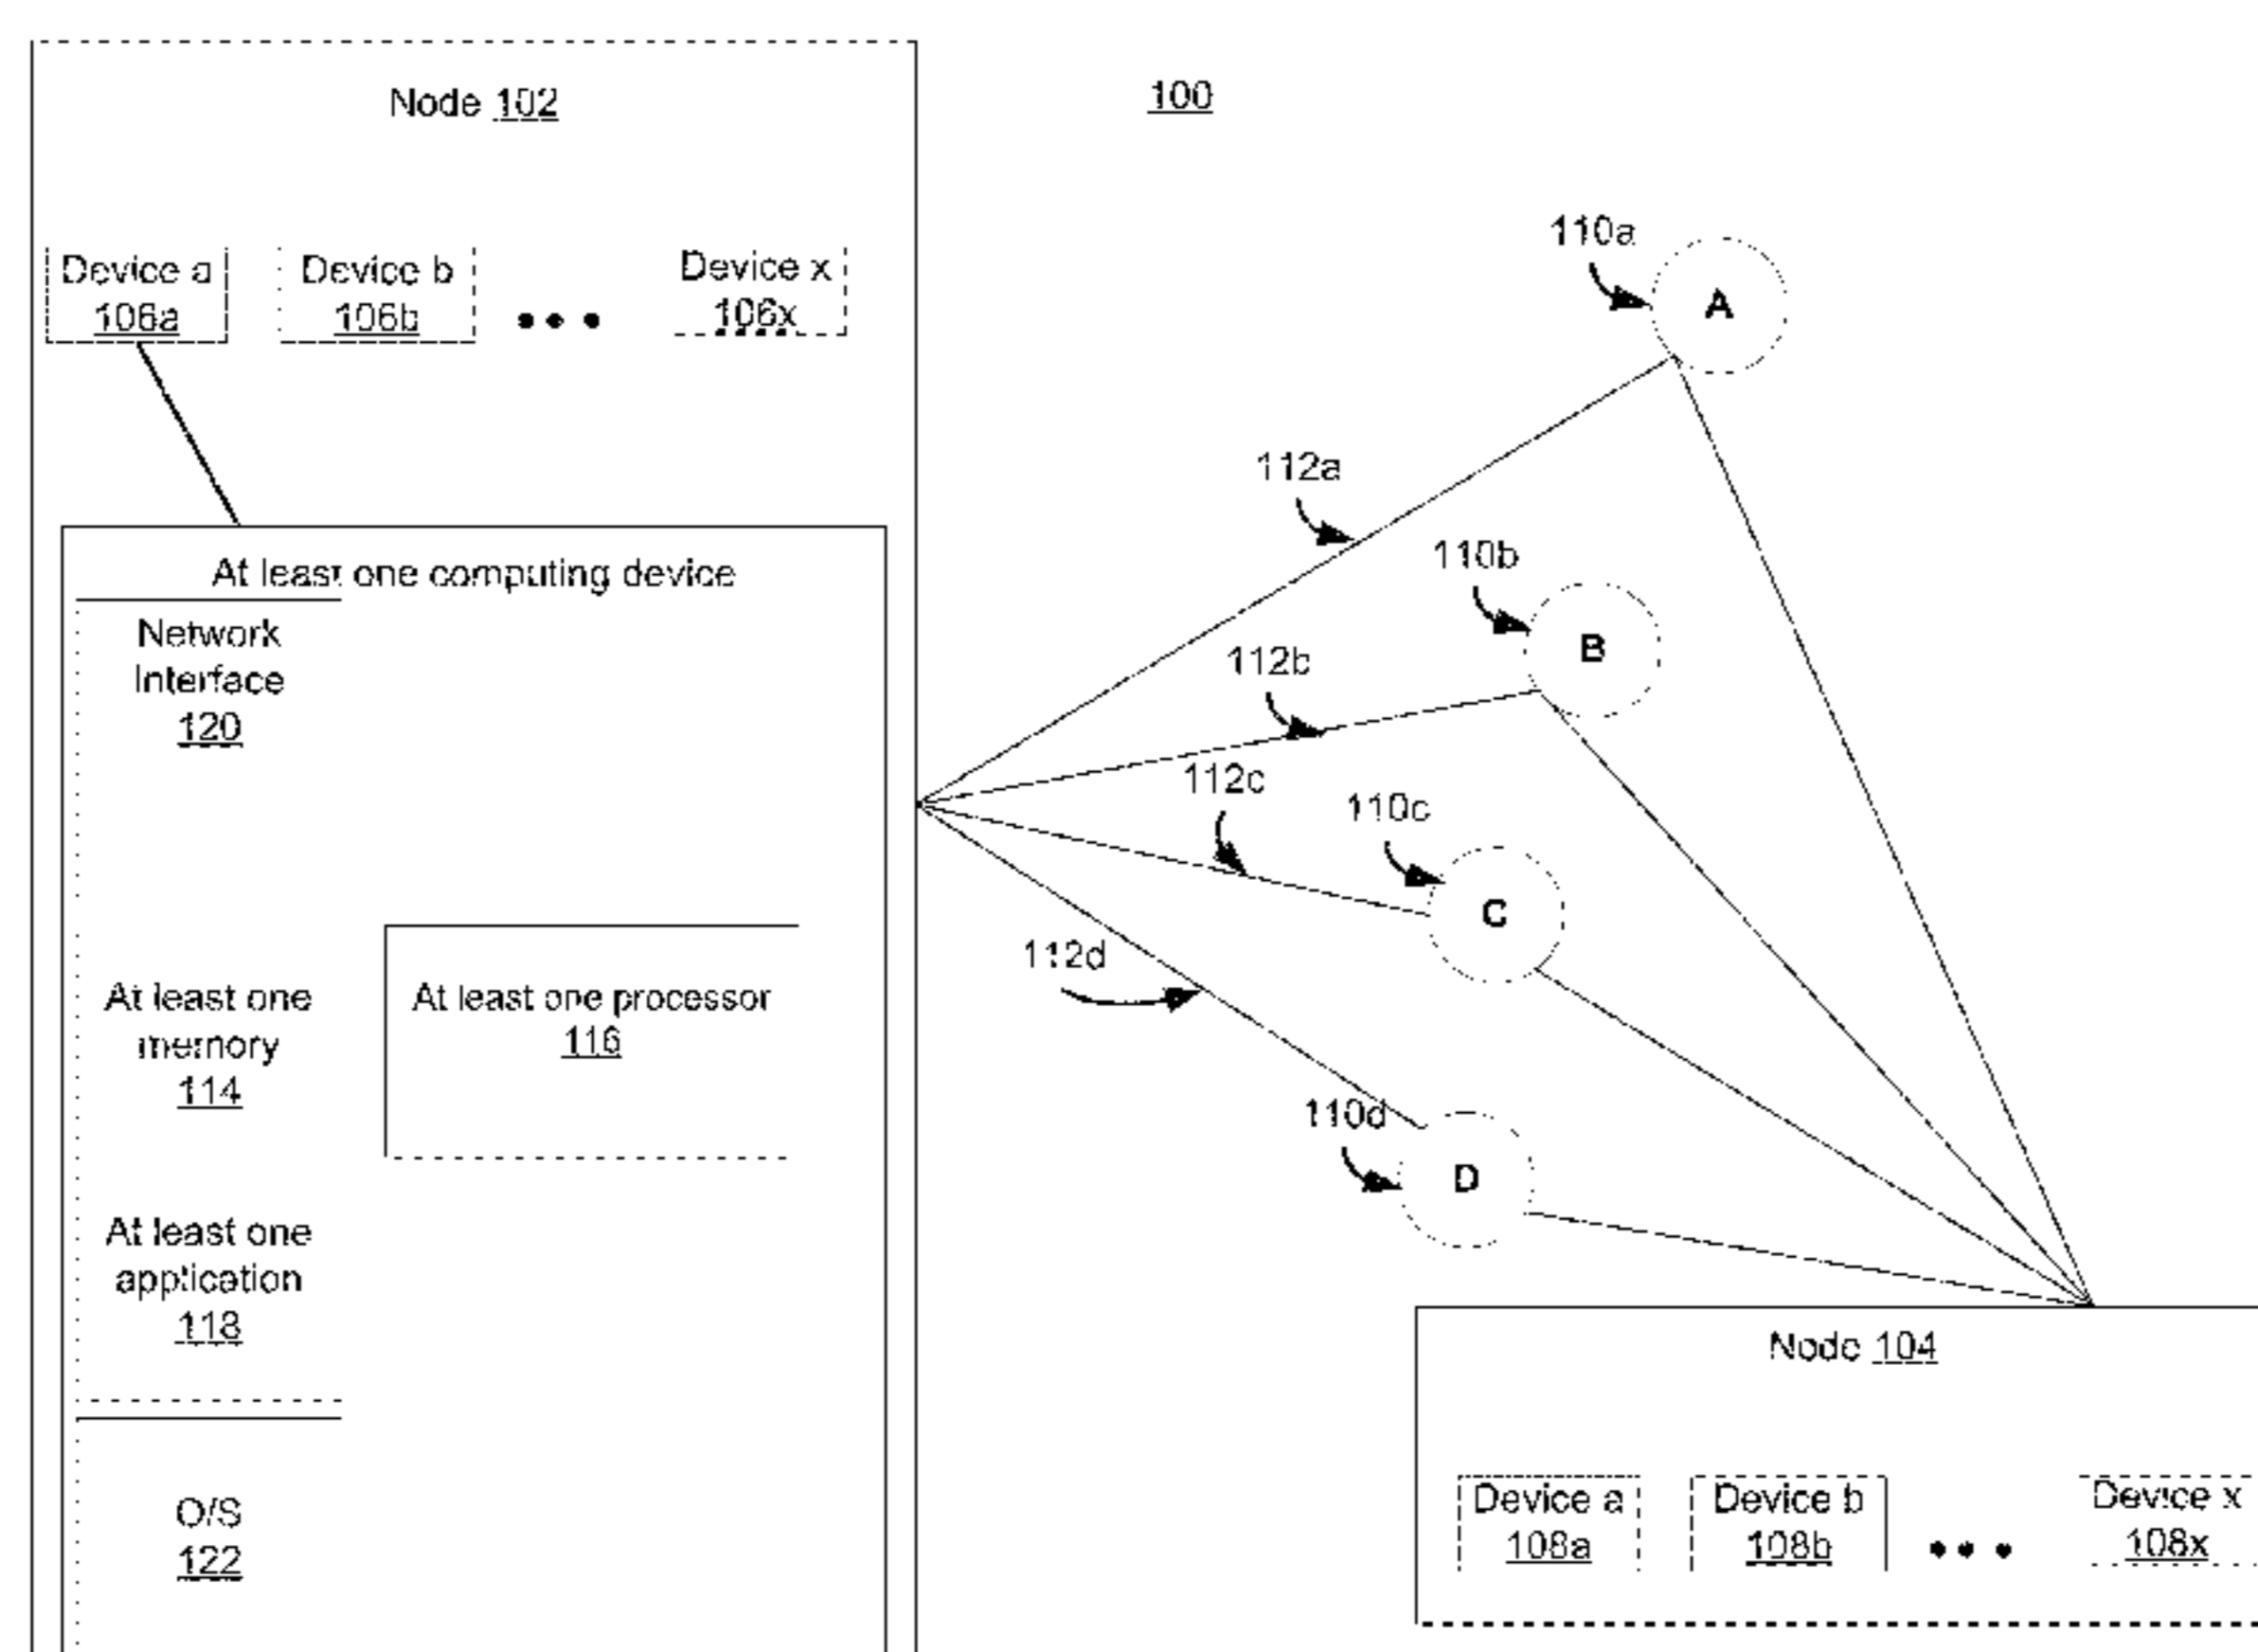 Node 102
100
Device a
106a
Device b
106b
Device x
106x
110a
A
112a
At least one computing device
110b
B
Network
Interface
120
112b
112c
110c
C
112d
At least one
memory
114
At least one processor
116
110d
D
At least one
application
118
Node 104
O/S
122
Device a
108a
Device b
108b
Device x
108x